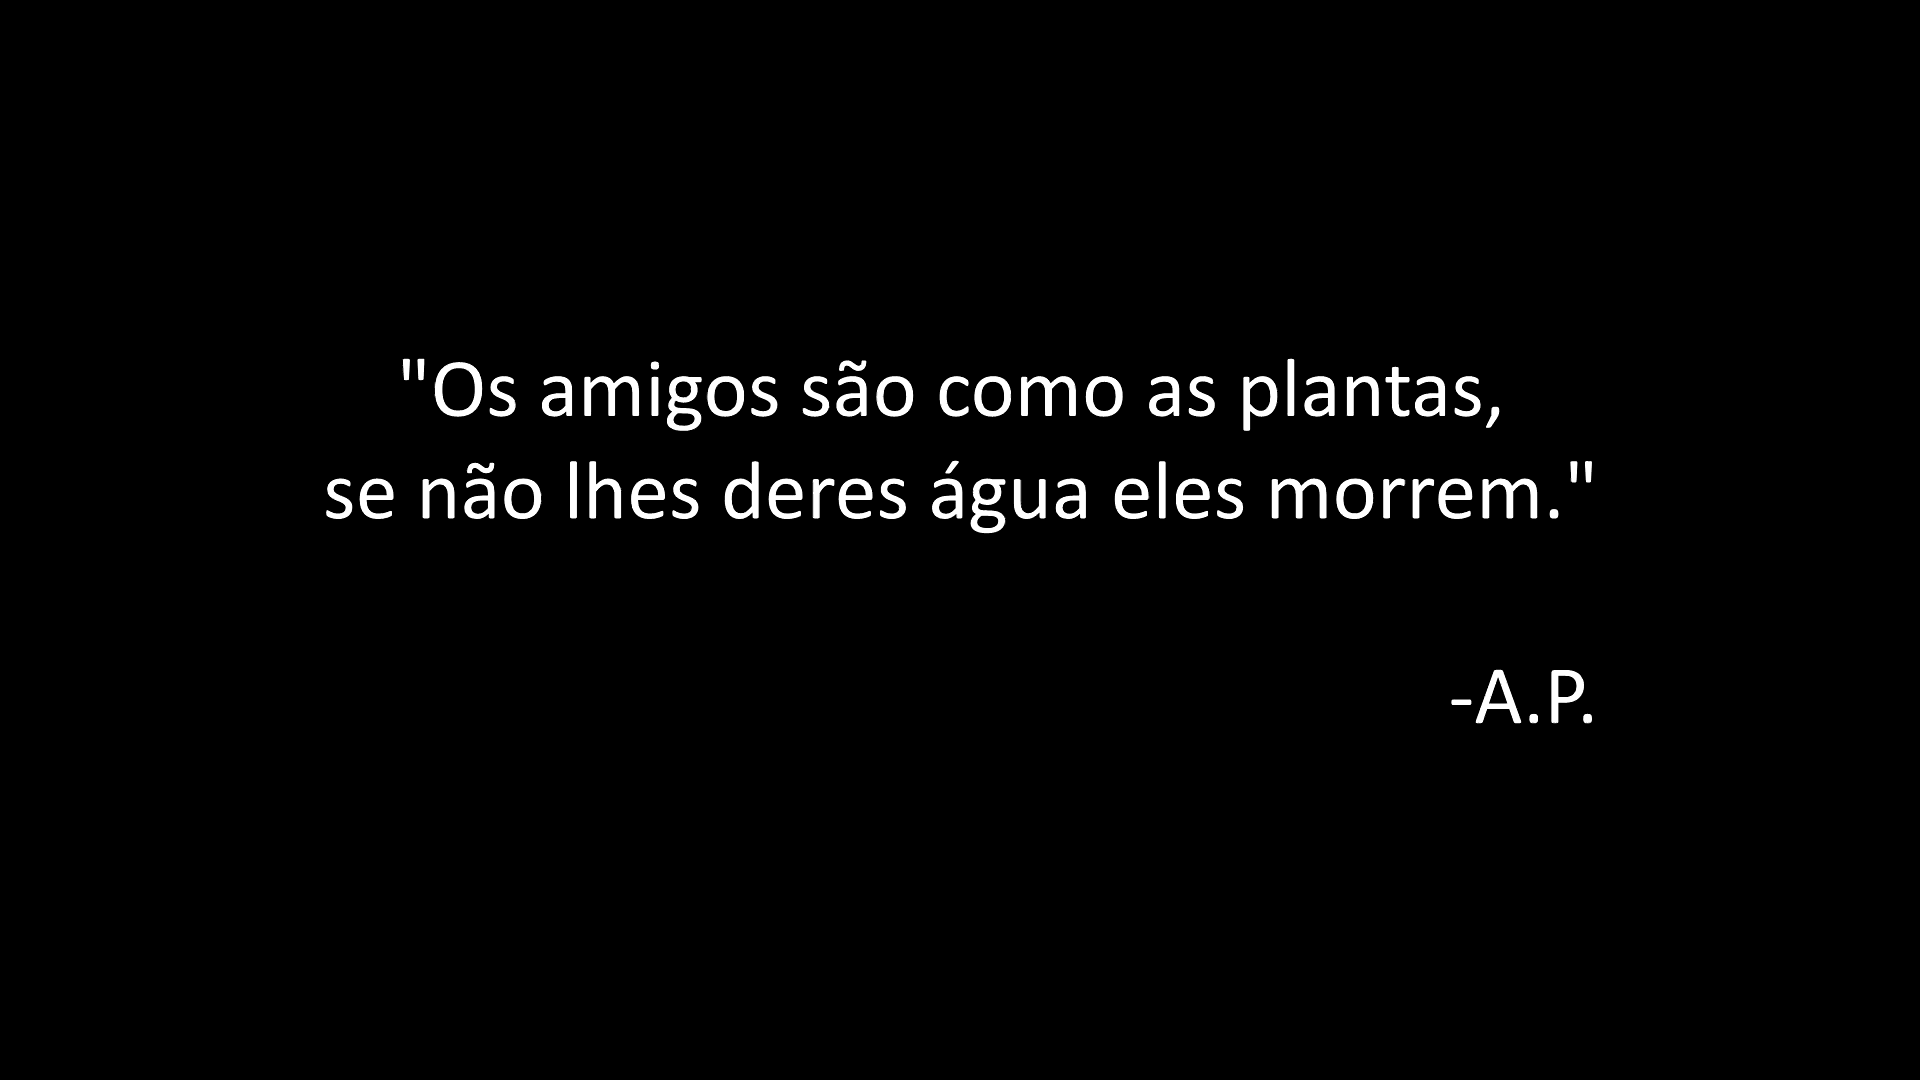 "Os amigos são como as plantas,
se não lhes deres água eles morrem."
-A.P.